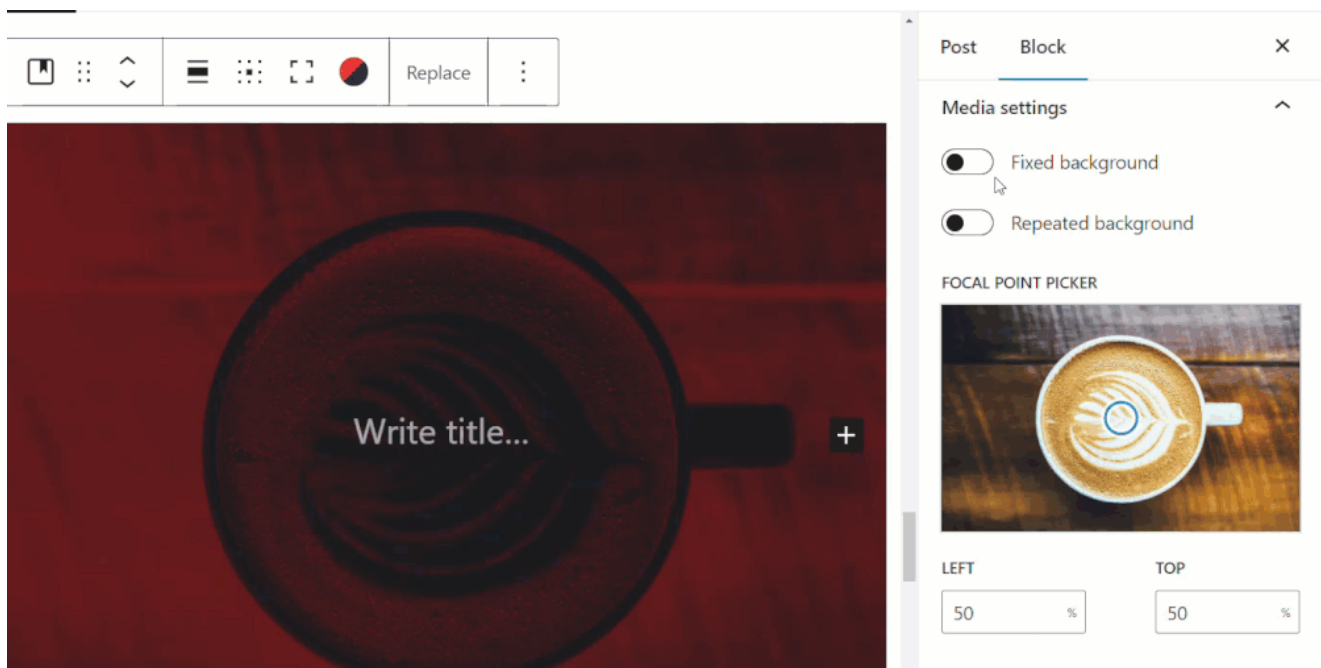 Replace
Write title...
Post Block
Media settings
Fixed background
Repeated background
FOCAL POINT PICKER
LEFT TOP
50 % 50 %